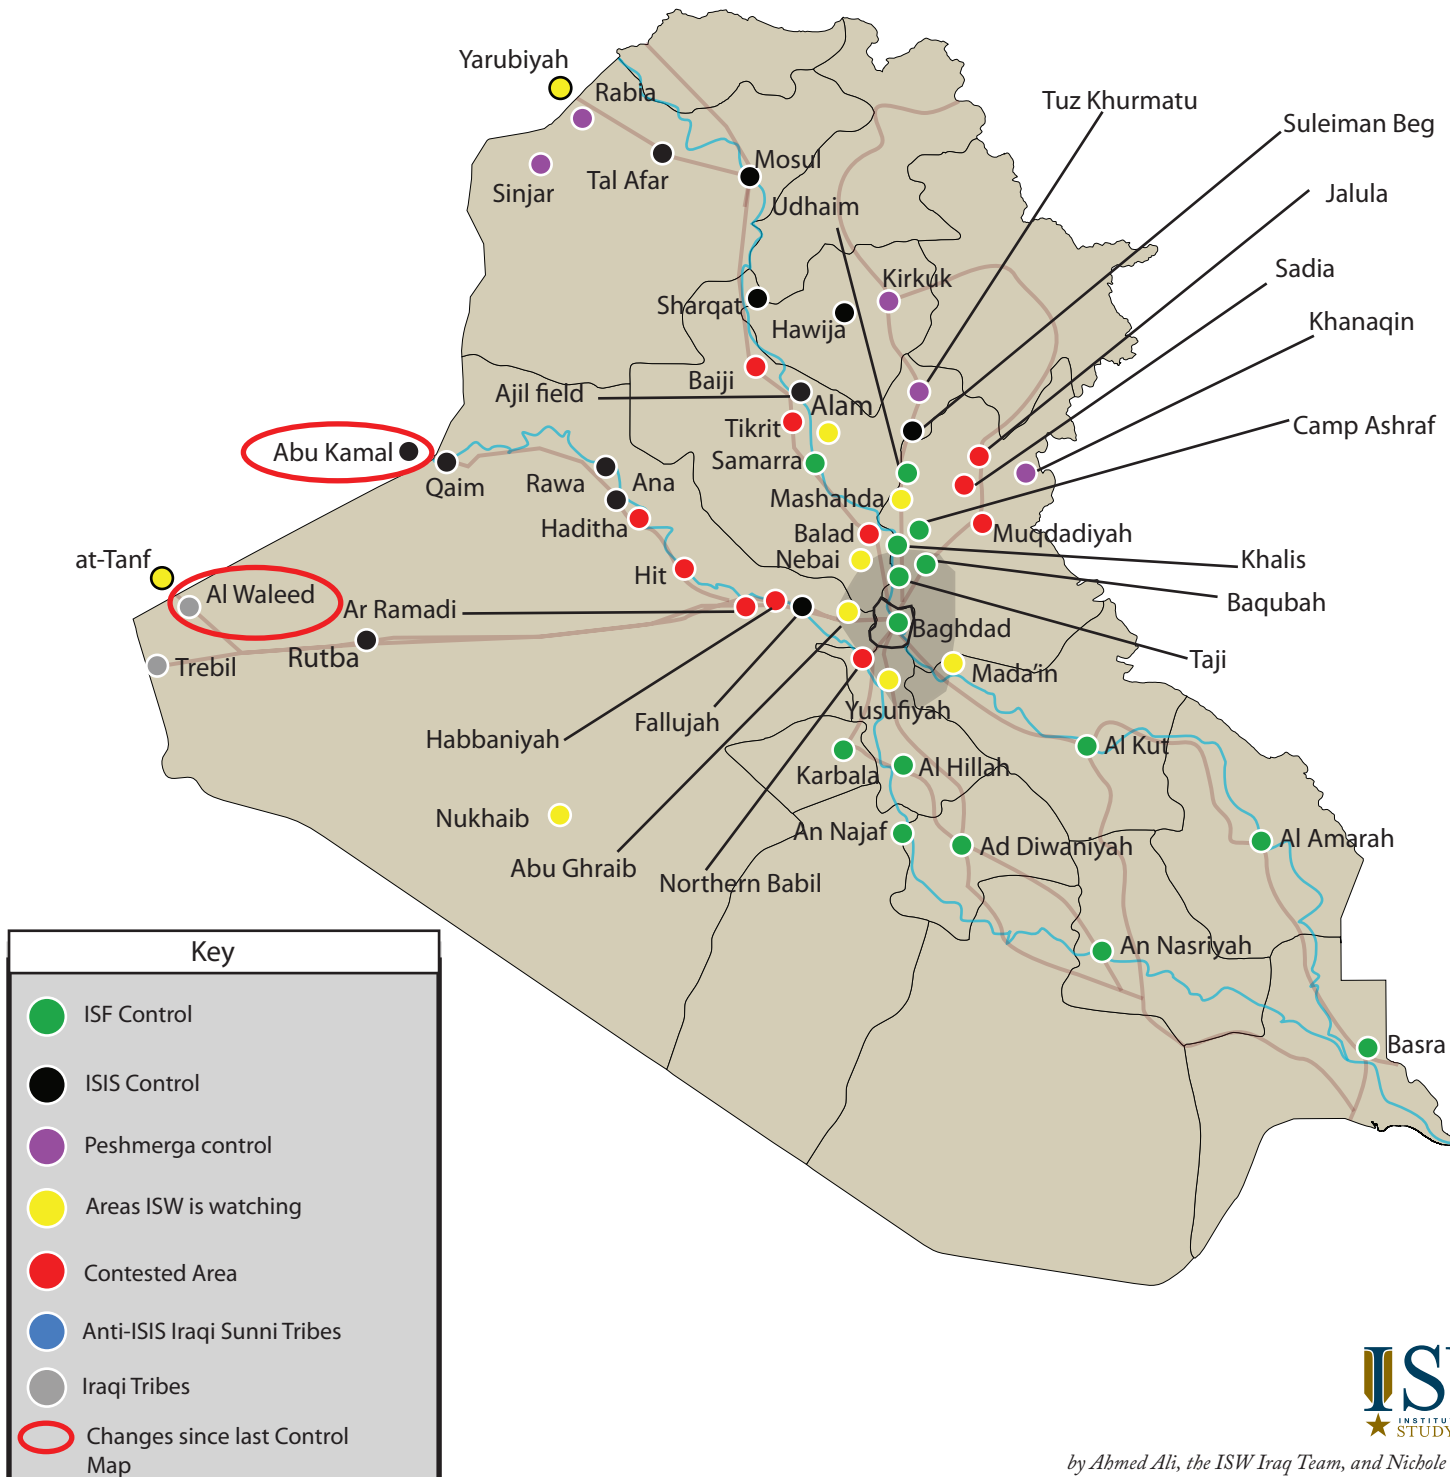 Yarubiyah
Rabia
Tuz Khurmatu
Suleiman Beg
Mosul
Tal Afar
Sinjar
Udhaim
Jalula
Sadia
Kirkuk
Sharqat
Hawija
Khanaqin
Baiji
Ajil field
Alam
Tikrit
Camp Ashraf
Abu Kamal
Samarra
Qaim
Rawa
Ana
Mashahda
Haditha
Balad
Muqdadiyah
at-Tanf
Nebai
Khalis
Hit
Al Waleed
Ar Ramadi
Baqubah
Baghdad
Rutba
Trebil
Taji
Mada'in
Yusufiyah
Fallujah
Habbaniyah
Al Kut
Karbala
Al Hillah
Nukhaib
An Najaf
Ad Diwaniyah
Al Amarah
Abu Ghraib
Northern Babil
An Nasriyah
Basra
Key
ISF Control
ISIS Control
Peshmerga control
Areas ISW is watching
Contested Area
Anti-ISIS Iraqi Sunni Tribes
Iraqi Tribes
Changes since last Control
Map
IS
STUDY
by Ahmed Ali, the ISW Iraq Team, and Nichole